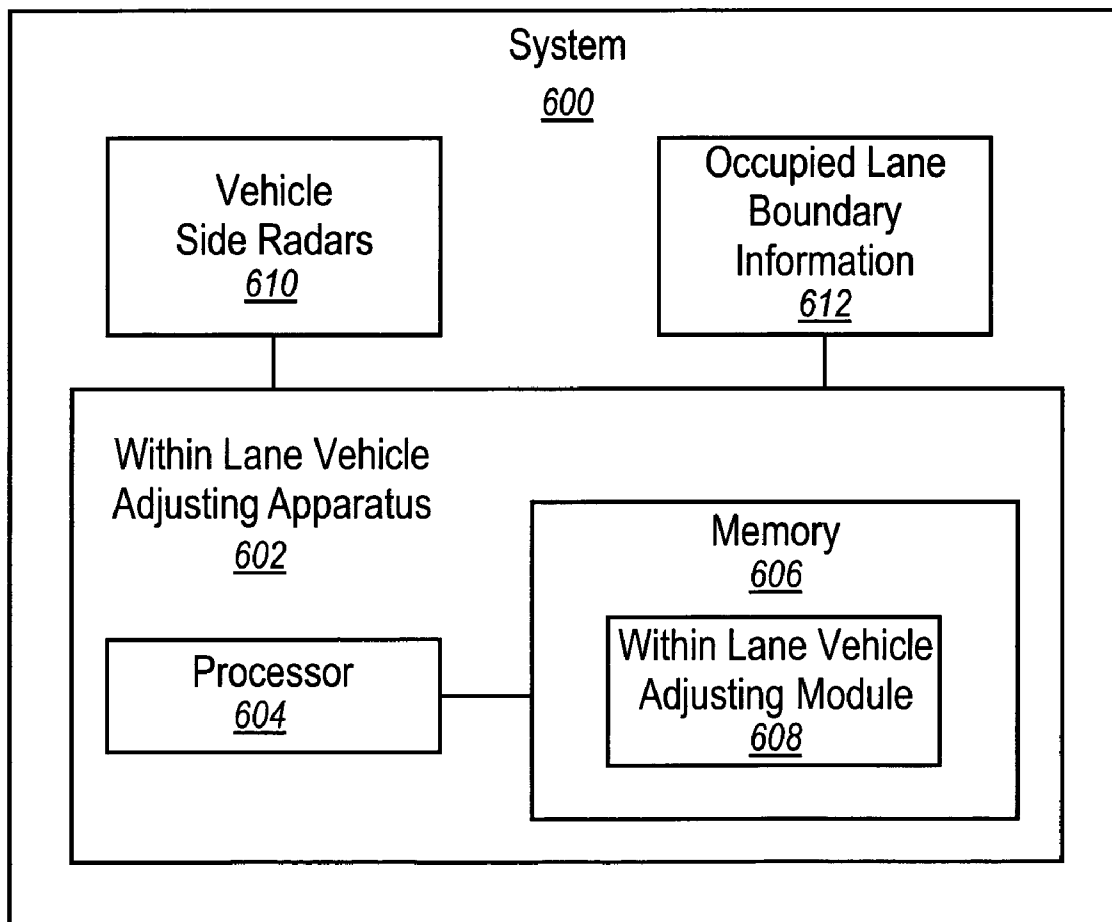 System
600
Vehicle
Side Radars
610
Occupied Lane
Boundary
Information
612
Within Lane Vehicle
Adjusting Apparatus
602
Processor
604
Memory
606
Within Lane Vehicle
Adjusting Module
608